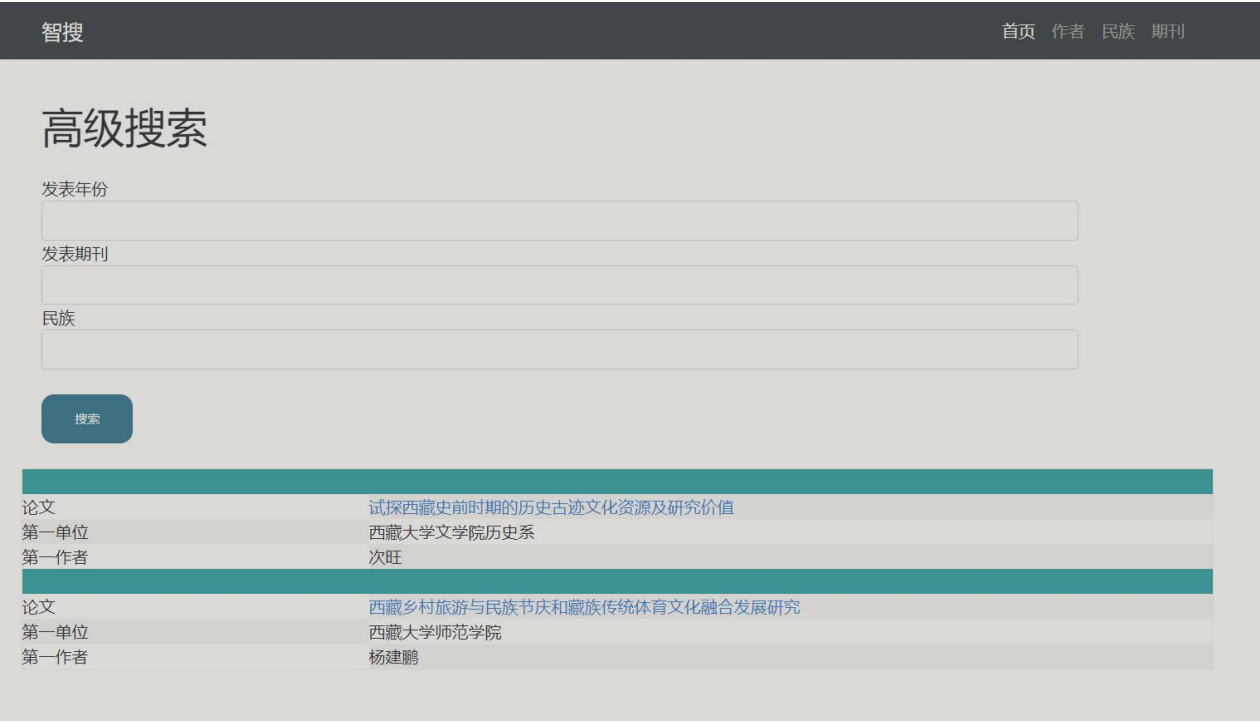 智搜 首页 作者 民族 期刊
高级搜索
发表年份
发表期刊
民族
搜索
论文 试探西藏史前时期的历史古迹文化资源及研究价值
第一单位 西藏大学文学院历史系
第一作者 次旺
论文 西藏乡村旅游与民族节庆和藏族传统体育文化融合发展研究
第一单位 西藏大学师范学院
第一作者 杨建鹏